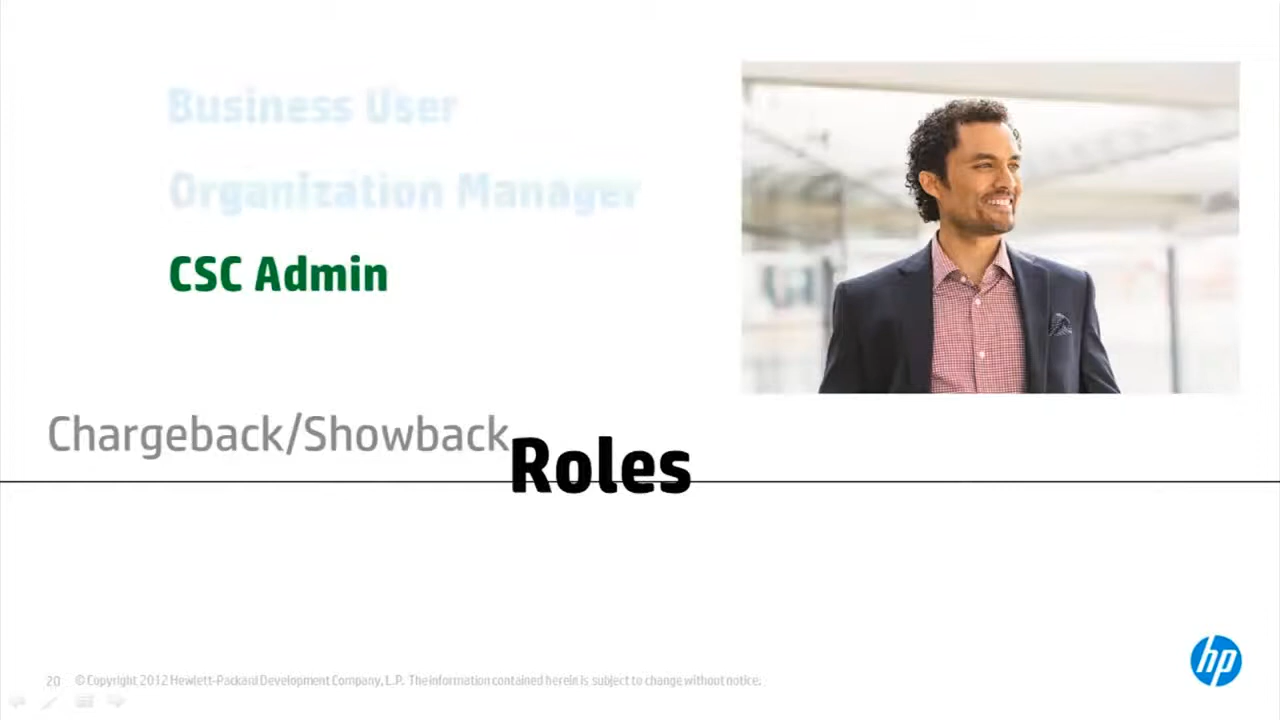 Business User
Organization Manager
CSC Admin
Chargeback/Showback
Roles
hp
20 © Copyright 2012 Hewlett-Packard Development Company, L.P. The information contained herein is subject to change without notice.